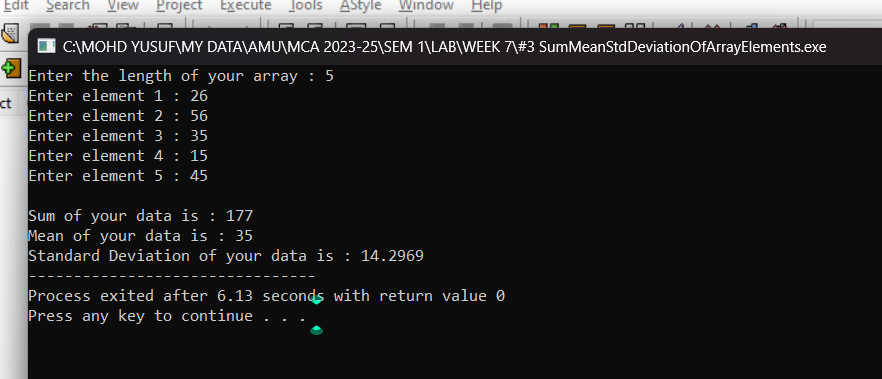 Edit Search View Project Execute Tools AStyle Window Help
C:\MOHD YUSUF\MY DATA\AMU\MCA 2023-25\SEM 1\LAB\WEEK 7\#3 SumMeanStdDeviationOfArrayElements.exe
ct
Enter the length of your array : 5
Enter element 1 : 26
Enter element 2 : 56
Enter element 3 : 35
Enter element 4 : 15
Enter element 5 : 45
Sum of your data is : 177
Mean of your data is : 35
Standard Deviation of your data is : 14.2969
--------------------------------
Process exited after 6.13 seconds with return value 0
Press any key to continue . . .